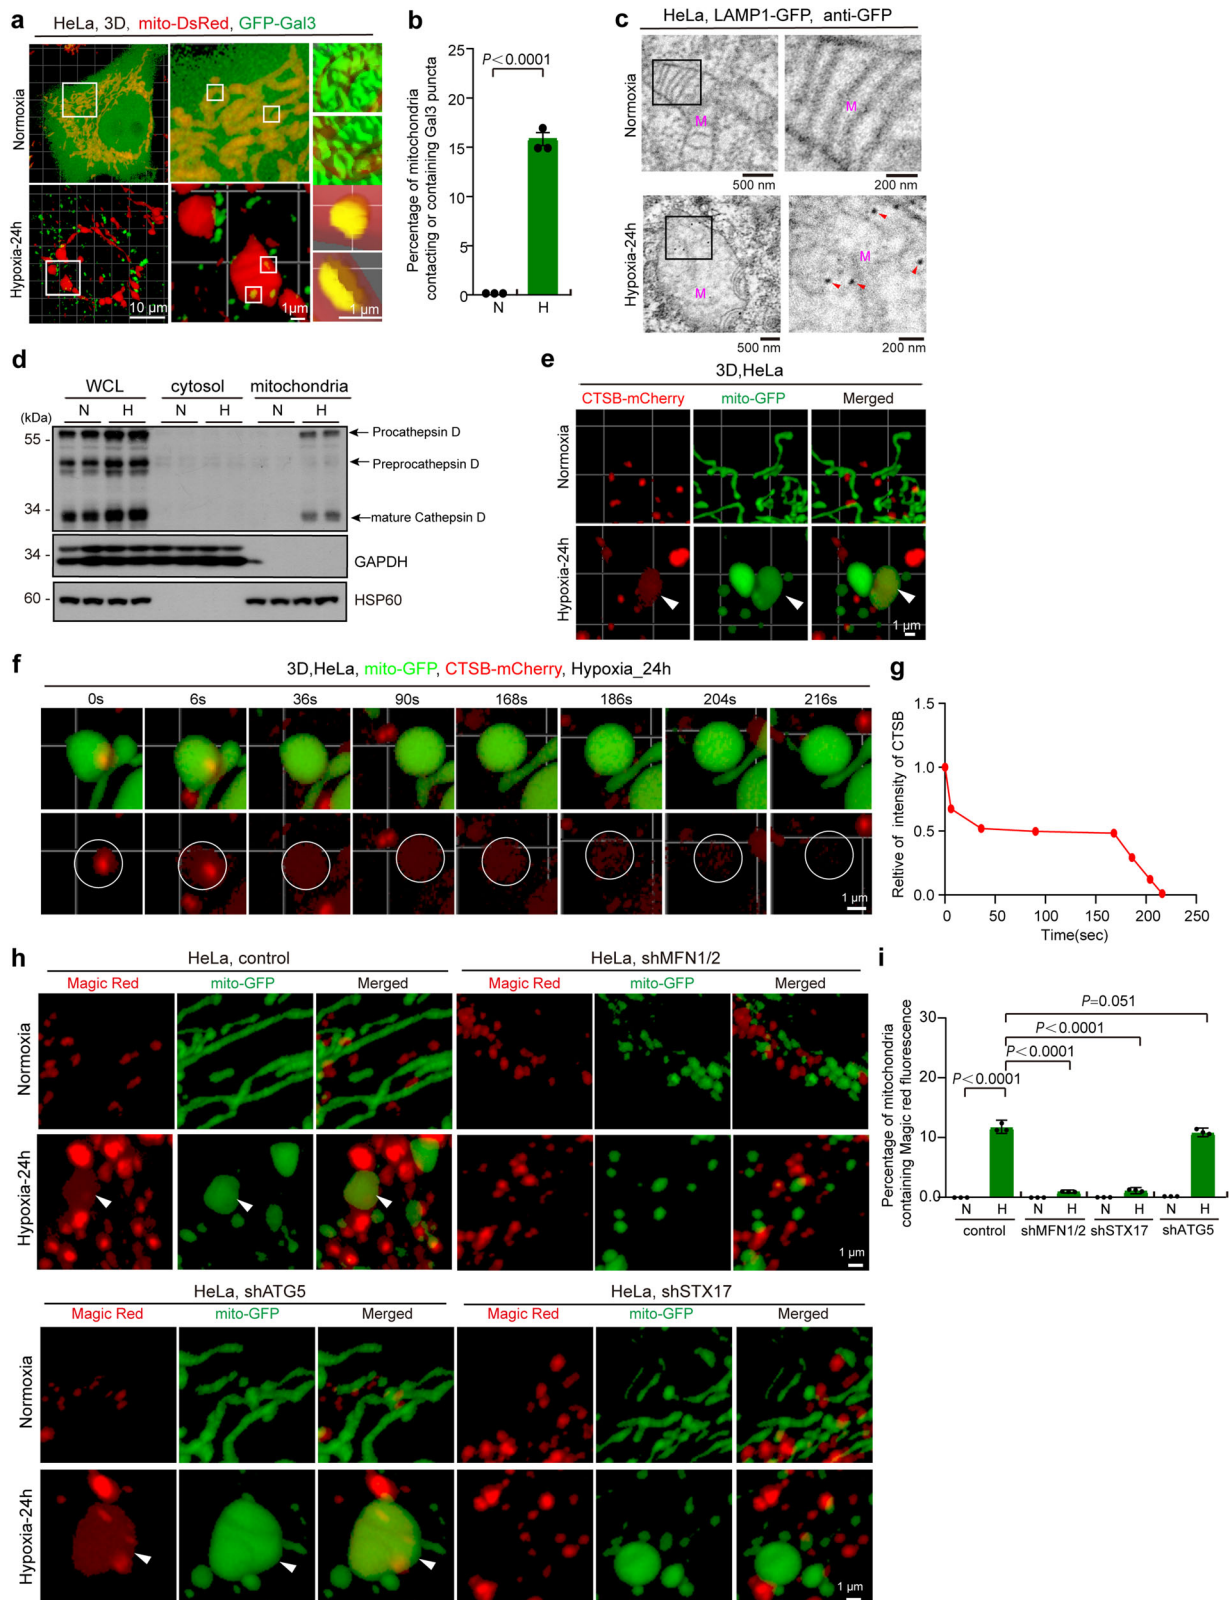 a
HeLa, 3D, mito-DsRed, GFP-Gal3
Normoxia
Hypoxia-24h
10 μm
1μm
1 μm
b
P<0.0001
Percentage of mitochondria
contacting or containing Gal3 puncta
25
20
15
10
5
0
N H
c
HeLa, LAMP1-GFP, anti-GFP
Normoxia
M
M
500 nm
200 nm
Hypoxia-24h
M
M
500 nm
200 nm
d
WCL cytosol mitochondria
N H N H N H
(kDa)
55 -
34 -
34 -
60 -
Procathepsin D
Preprocathepsin D
mature Cathepsin D
GAPDH
HSP60
e
3D,HeLa
CTSB-mCherry mito-GFP Merged
Normoxia
Hypoxia-24h
1 μm
f
3D,HeLa, mito-GFP, CTSB-mCherry, Hypoxia_24h
0s 6s 36s 90s 168s 186s 204s 216s
1 μm
g
Reltive of intensity of CTSB
1.5
1.0
0.5
0.0
0 50 100 150 200 250
Time(sec)
h
HeLa, control
HeLa, shMFN1/2
Magic Red mito-GFP Merged Magic Red mito-GFP Merged
Normoxia
Hypoxia-24h
1 μm
HeLa, shATG5
HeLa, shSTX17
Magic Red mito-GFP Merged Magic Red mito-GFP Merged
Normoxia
Hypoxia-24h
1 μm
i
P=0.051
P<0.0001
P<0.0001
P<0.0001
Percentage of mitochondria
containing Magic red fluorescence
30
20
10
0.0
N H N H N H N H
control shMFN1/2 shSTX17 shATG5